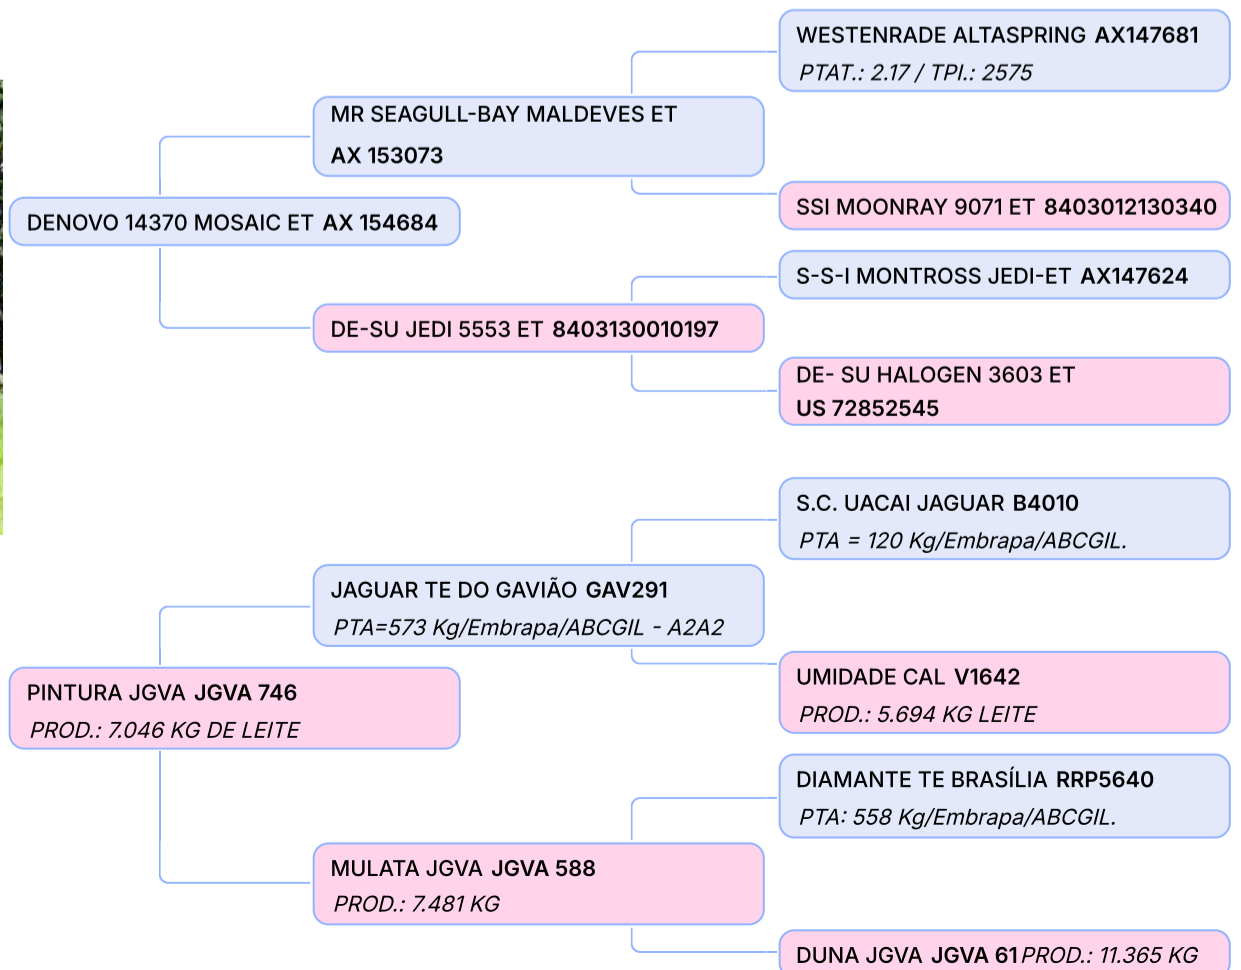 WESTENRADE ALTASPRING AX147681
PTAT.: 2.17 / TPI.: 2575
MR SEAGULL-BAY MALDEVES ET
AX 153073
SSI MOONRAY 9071 ET 8403012130340
DENOVO 14370 MOSAIC ET AX 154684
S-S-I MONTROSS JEDI-ET AX147624
DE-SU JEDI 5553 ET 8403130010197
DE- SU HALOGEN 3603 ET
US 72852545
S.C. UACAI JAGUAR B4010
PTA = 120 Kg/Embrapa/ABCGIL.
JAGUAR TE DO GAVIÃO GAV291
PTA=573 Kg/Embrapa/ABCGIL - A2A2
UMIDADE CAL V1642
PROD.: 5.694 KG LEITE
PINTURA JGVA JGVA 746
PROD.: 7.046 KG DE LEITE
DIAMANTE TE BRASÍLIA RRP5640
PTA: 558 Kg/Embrapa/ABCGIL.
MULATA JGVA JGVA 588
PROD.: 7.481 KG
DUNA JGVA JGVA 61 PROD.: 11.365 KG